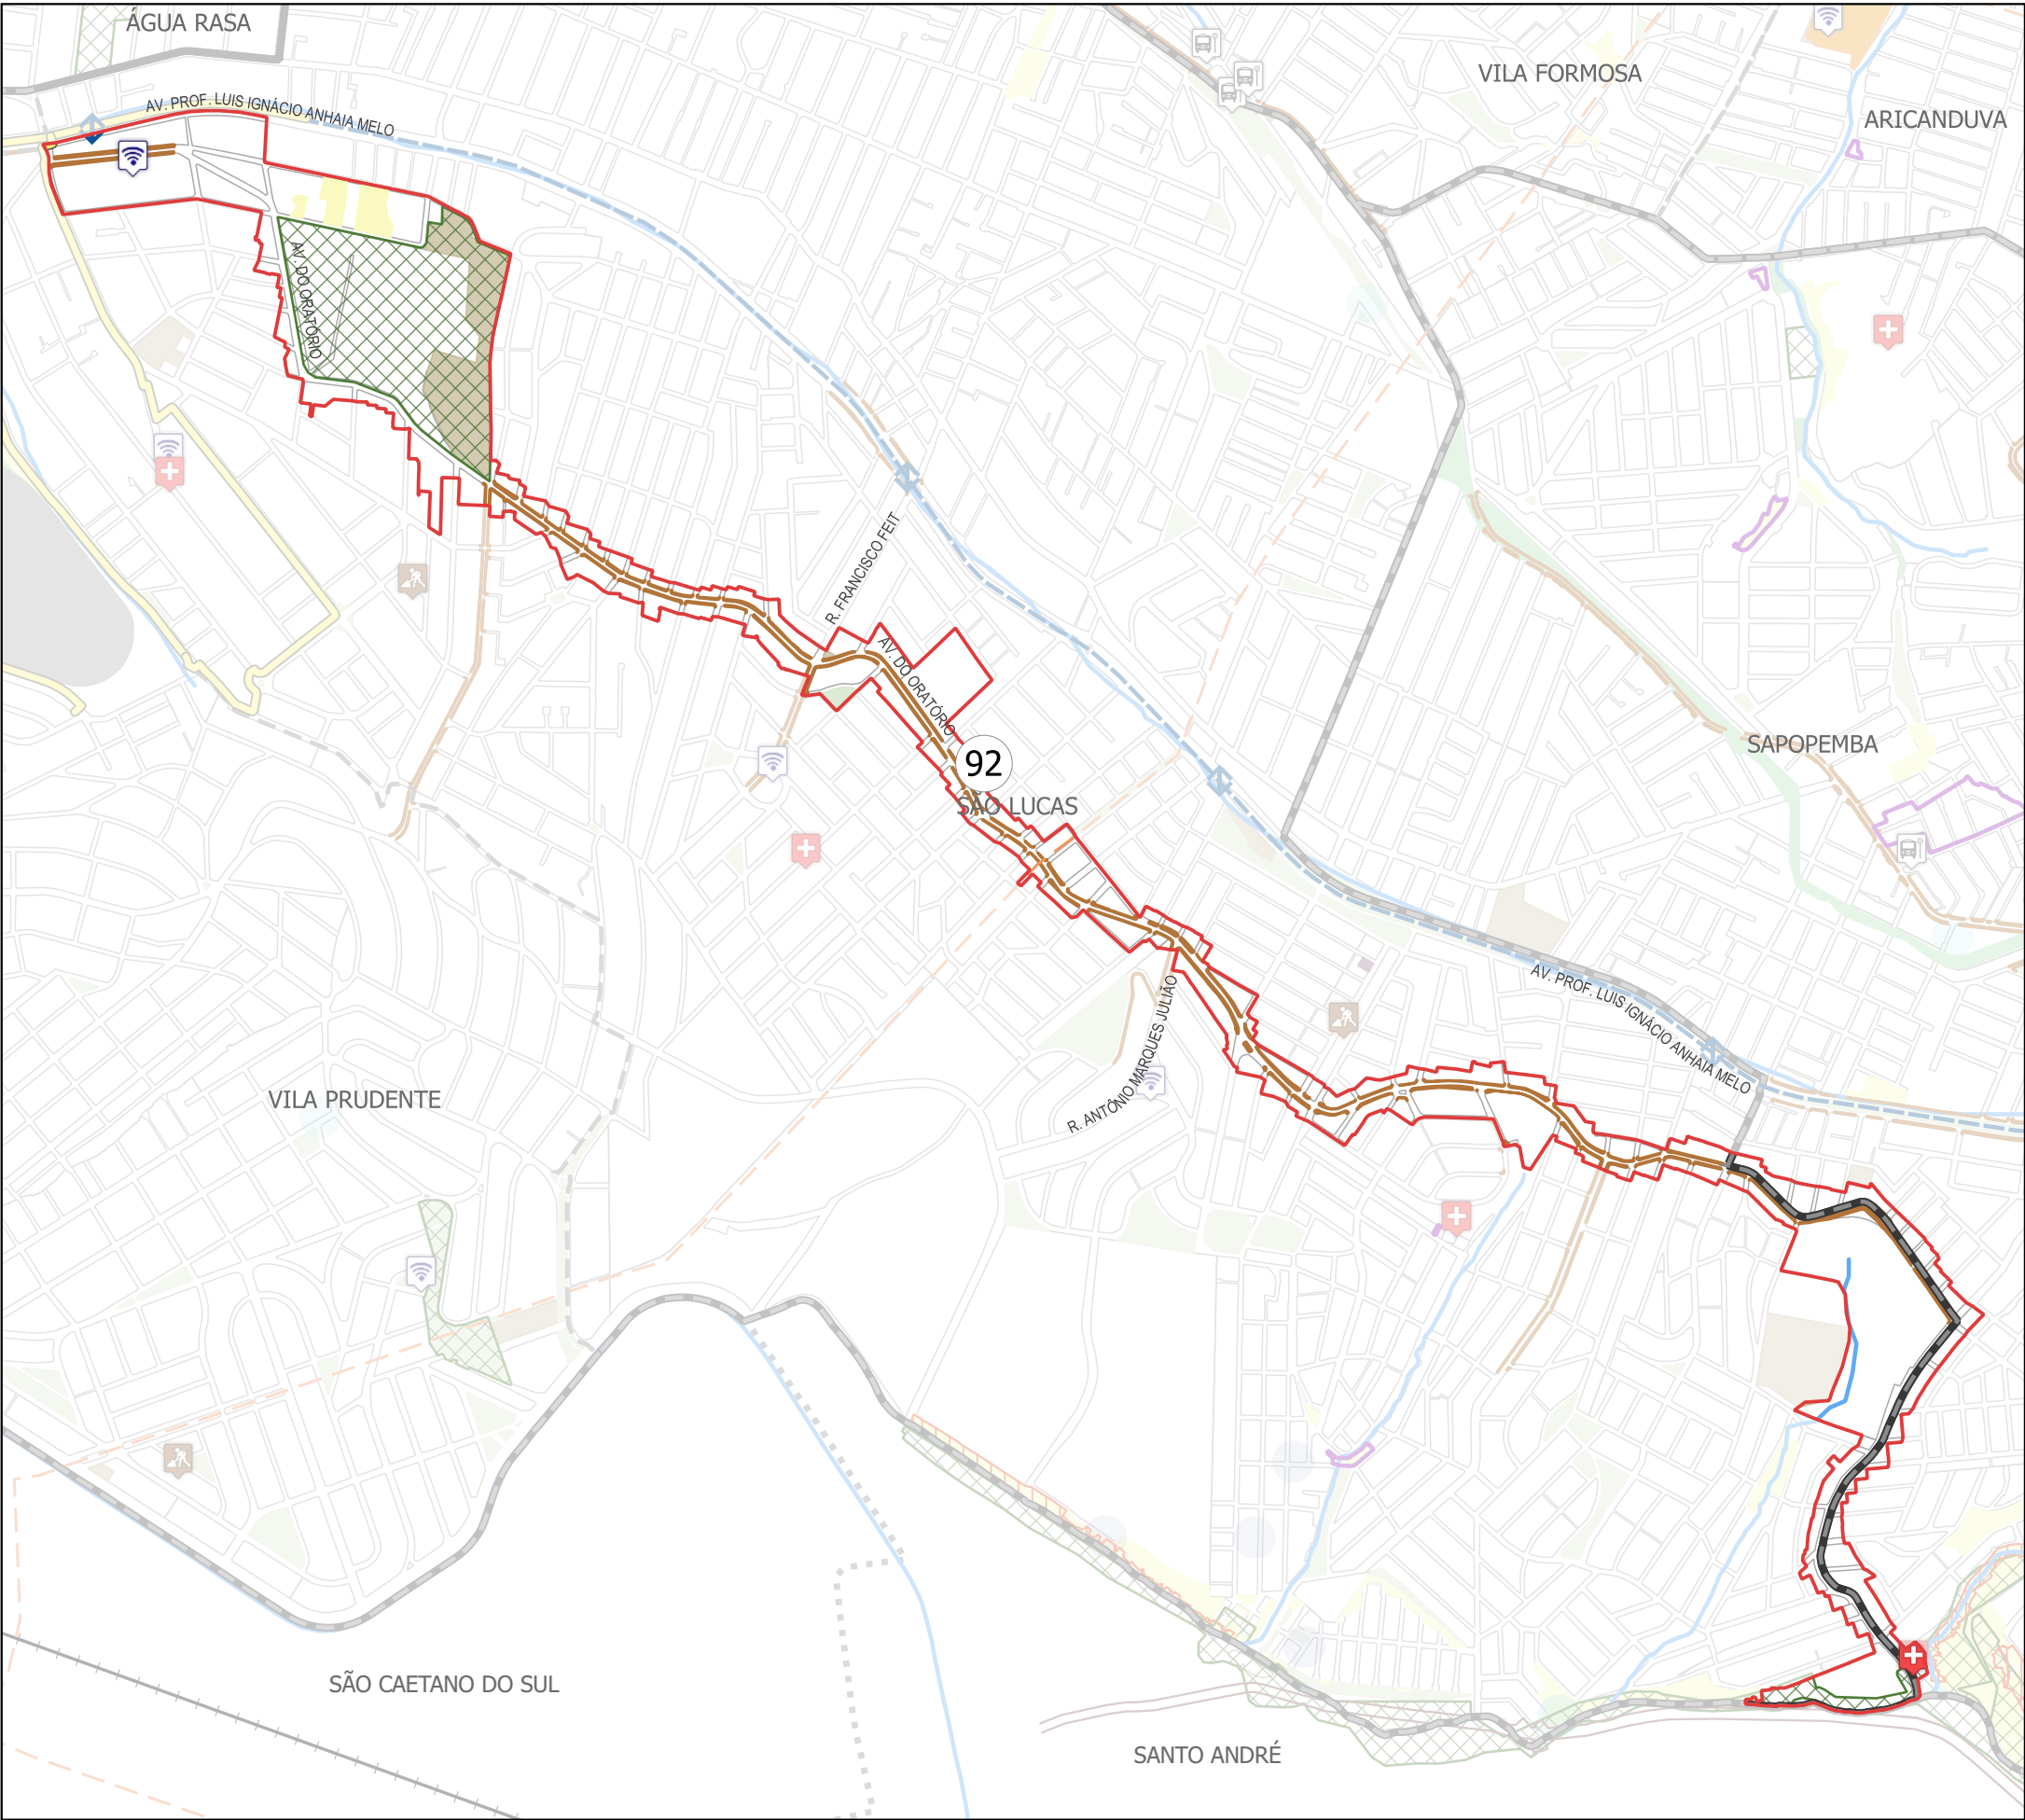 ÁGUA RASA
VILA FORMOSA
ARICANDUVA
AV. PROF. LUIS IGNÁCIO ANHAIA MELO
AV. DO ORATÓRIO
R. FRANCISCO FEIT
AV. DO ORATÓRIO
92
SÃO LUCAS
SAPOPEMBA
AV. PROF. LUIS IGNÁCIO ANHAIA MELO
R. ANTÔNIO MARQUES JULIÃO
VILA PRUDENTE
SÃO CAETANO DO SUL
SANTO ANDRÉ